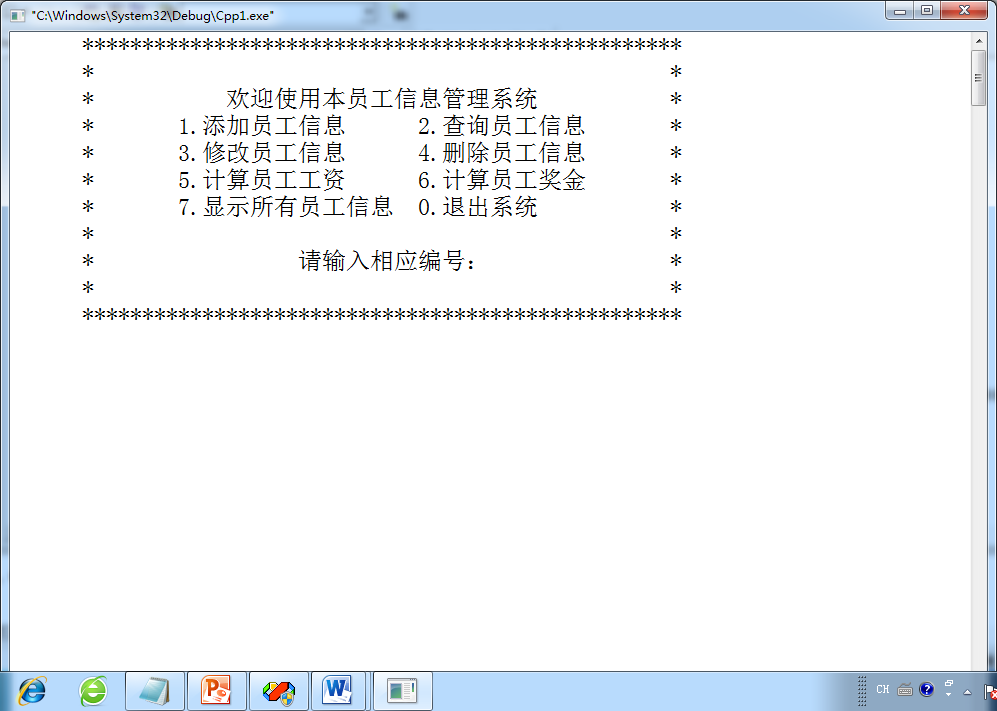 "C:\Windows\System32\Debug\Cpp1.exe"
**************************************************
*                                                *
*           欢迎使用本员工信息管理系统           *
*       1.添加员工信息      2.查询员工信息       *
*       3.修改员工信息      4.删除员工信息       *
*       5.计算员工工资      6.计算员工奖金       *
*       7.显示所有员工信息  0.退出系统           *
*                                                *
*                 请输入相应编号：               *
*                                                *
**************************************************
CH